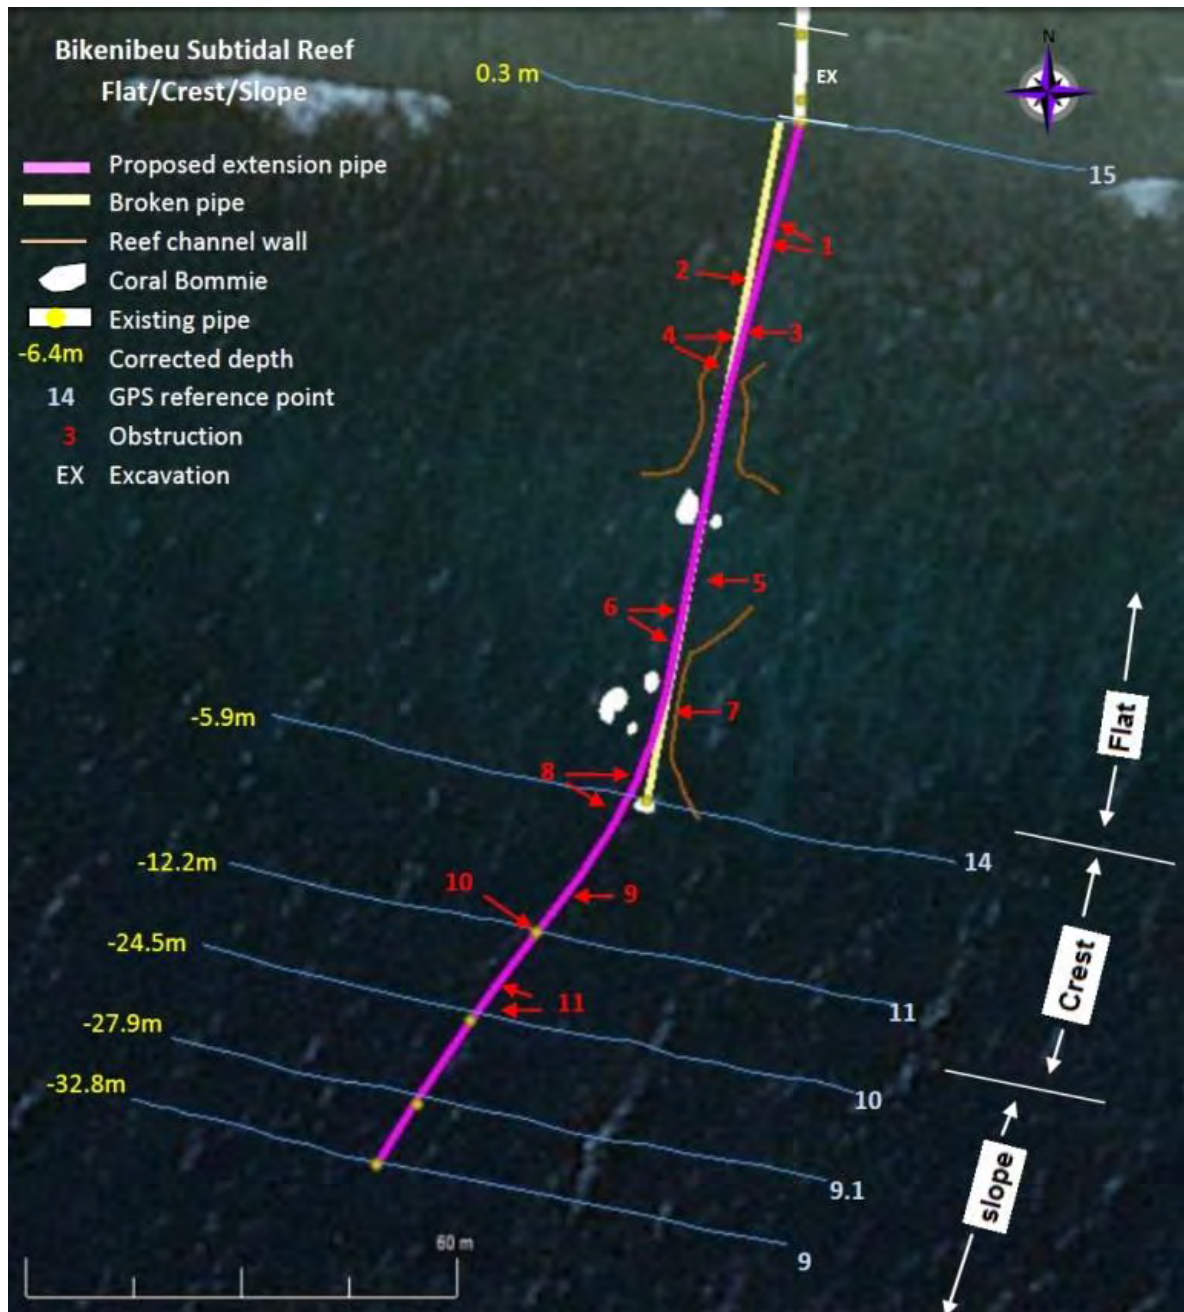 Bikenibeu Subtidal Reef
Flat/Crest/Slope
N
0.3 m
EX
15
Proposed extension pipe
Broken pipe
Reef channel wall
Coral Bommie
Existing pipe
-6.4m Corrected depth
14 GPS reference point
3 Obstruction
EX Excavation
1
2
4
3
5
6
7
-5.9m
Flat
8
14
-12.2m
10
9
-24.5m
Crest
11
11
-27.9m
10
-32.8m
9.1
slope
60 m
9